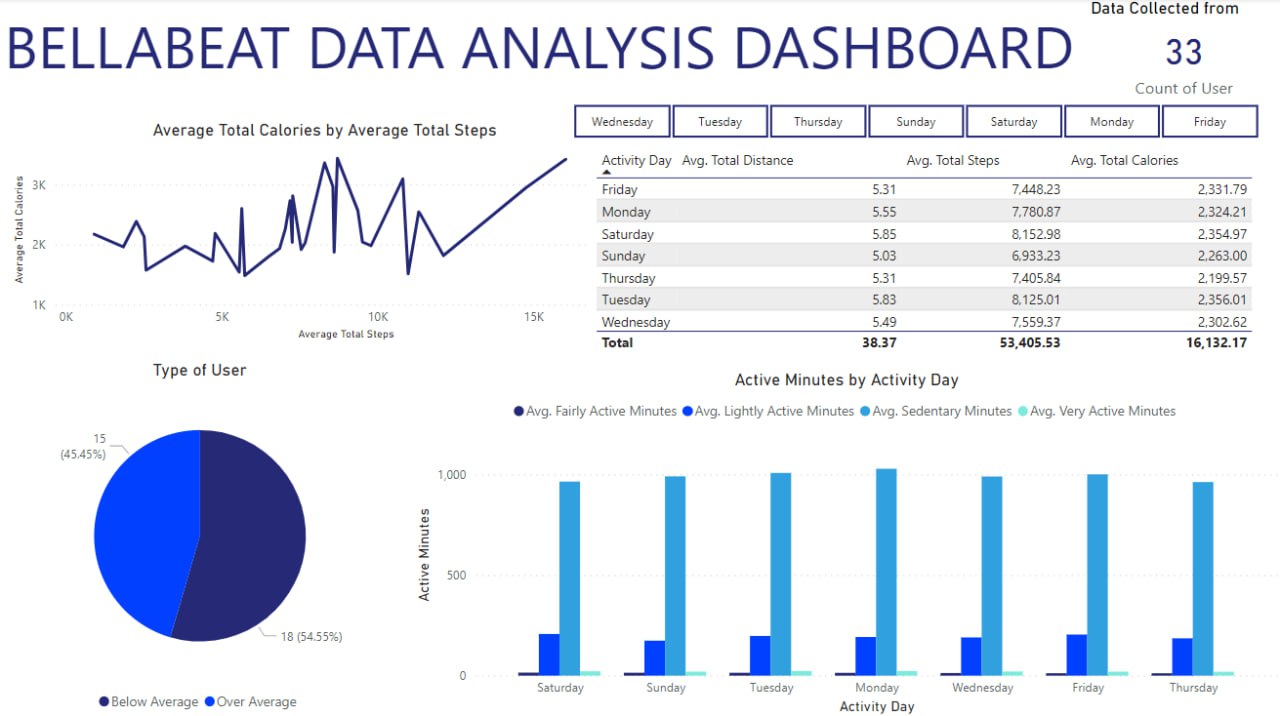 Data Collected from
BELLABEAT DATA ANALYSIS DASHBOARD
33
Count of User
Wednesday Tuesday Thursday Sunday Saturday Monday Friday
Average Total Calories by Average Total Steps
Average Total Calories
3K
2K
1K
0K 5K 10K 15K
Average Total Steps
Activity Day Avg. Total Distance Avg. Total Steps Avg. Total Calories
Friday 5.31 7,448.23 2,331.79
Monday 5.55 7,780.87 2,324.21
Saturday 5.85 8,152.98 2,354.97
Sunday 5.03 6,933.23 2,263.00
Thursday 5.31 7,405.84 2,199.57
Tuesday 5.83 8,125.01 2,356.01
Wednesday 5.49 7,559.37 2,302.62
Total 38.37 53,405.53 16,132.17
Type of User
15
(45.45%)
18 (54.55%)
Below Average Over Average
Active Minutes by Activity Day
Avg. Fairly Active Minutes Avg. Lightly Active Minutes Avg. Sedentary Minutes Avg. Very Active Minutes
Active Minutes
1,000
500
0
Saturday Sunday Tuesday Monday Wednesday Friday Thursday
Activity Day